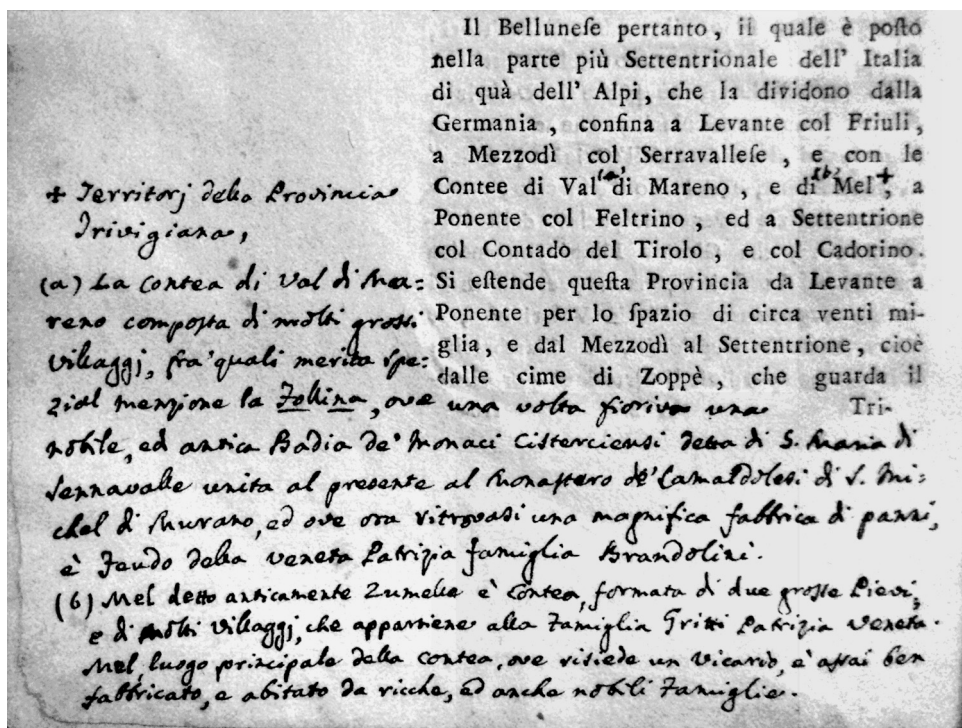 Il Bellunese pertanto, il quale è posto
nella parte più Settentrionale dell' Italia
di quà dell' Alpi, che la dividono dalla
Germania, confina a Levante col Friuli,
a Mezzodì col Serravallese, e con le
Contee di Val (a) di Mareno, e di (b) Mel +, a
Ponente col Feltrino, ed a Settentrione
col Contado del Tirolo, e col Cadorino.
Si estende questa Provincia da Levante a
Ponente per lo spazio di circa venti mi-
glia, e dal Mezzodì al Settentrione, cioè
dalle cime di Zoppè, che guarda il
Tri-
+ Territorj della Provincia
Trivigiana,
(a) La Contea di Val di Ma=
reno composta di molti grossi
Villaggj, fra' quali merita spe=
zial menzione la Follina, ove una volta fioriva una
nobile, ed antica Badia de' Monaci Cisterciensi detta di S. Maria di
Sennavalle unita al presente al Monastero de' Camaldolesi di S. Mi=
chel di Murano, ed ove ora ritrovasi una magnifica fabbrica di panni,
è Feudo della Veneta Patrizia famiglia Brandolini.
(b) Mel detto anticamente Zumelle è Contea, formata di due grosse Pievi,
e di molti Villaggj, che appartiene alla Famiglia Gritti Patrizia Veneta.
Mel, luogo principale della Contea, ove risiede un Vicario, è assai ben
fabbricato, e abitato da ricche, ed anche nobili Famiglie.